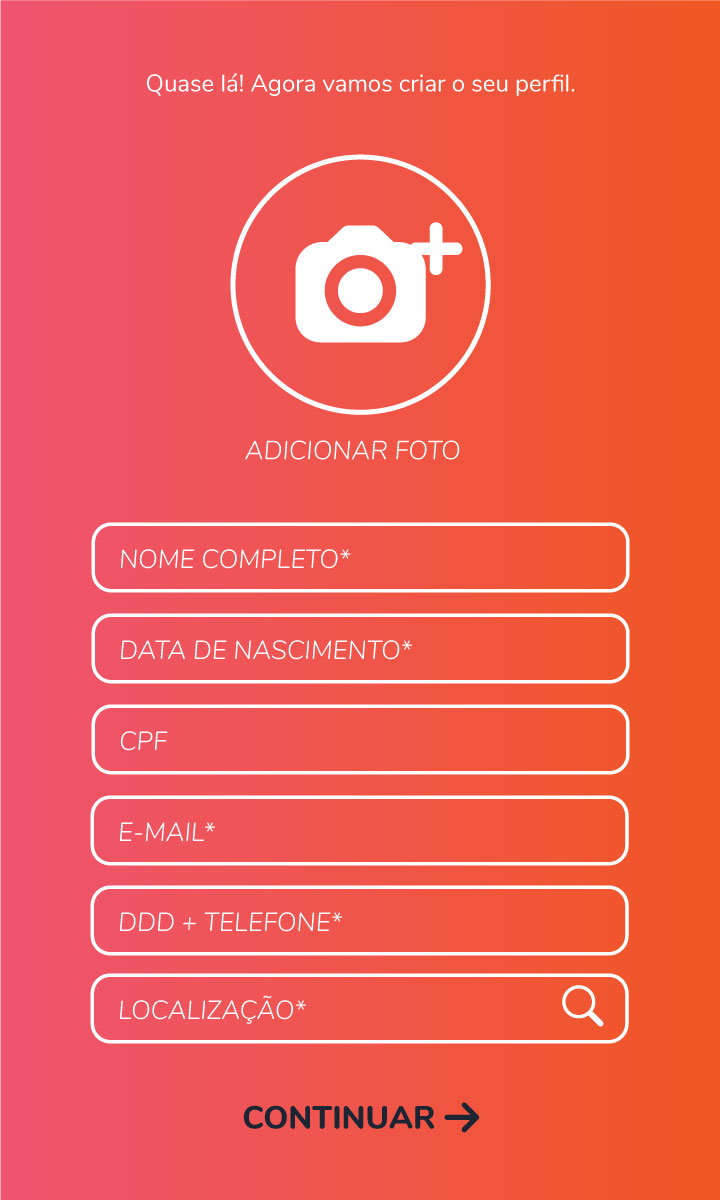 Quase lá! Agora vamos criar o seu perfil.
ADICIONAR FOTO
NOME COMPLETO*
DATA DE NASCIMENTO*
CPF
E-MAIL*
DDD + TELEFONE*
LOCALIZAÇÃO*
CONTINUAR